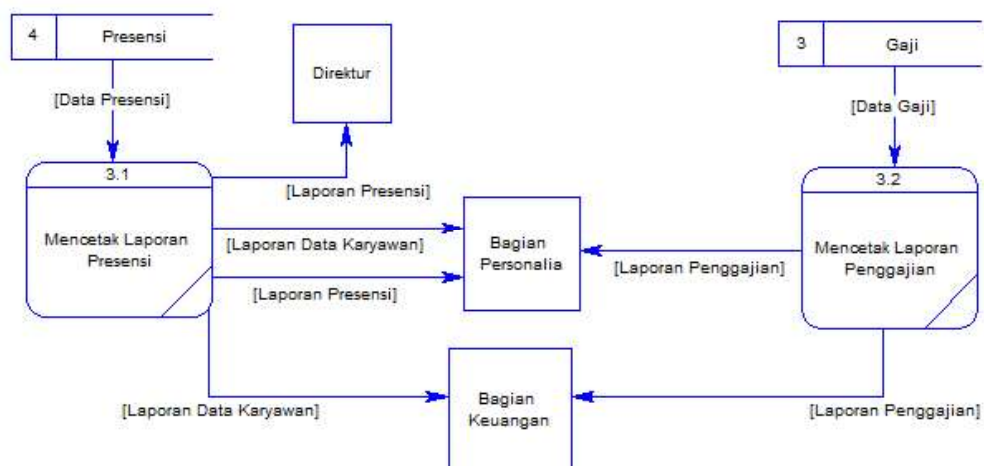 4 Presensi
3 Gaji
Direktur
[Data Presensi]
[Data Gaji]
3.1
Mencetak Laporan
Presensi
3.2
Mencetak Laporan
Penggajian
[Laporan Presensi]
[Laporan Data Karyawan]
Bagian
Personalia
[Laporan Penggajian]
[Laporan Presensi]
Bagian
Keuangan
[Laporan Data Karyawan]
[Laporan Penggajian]